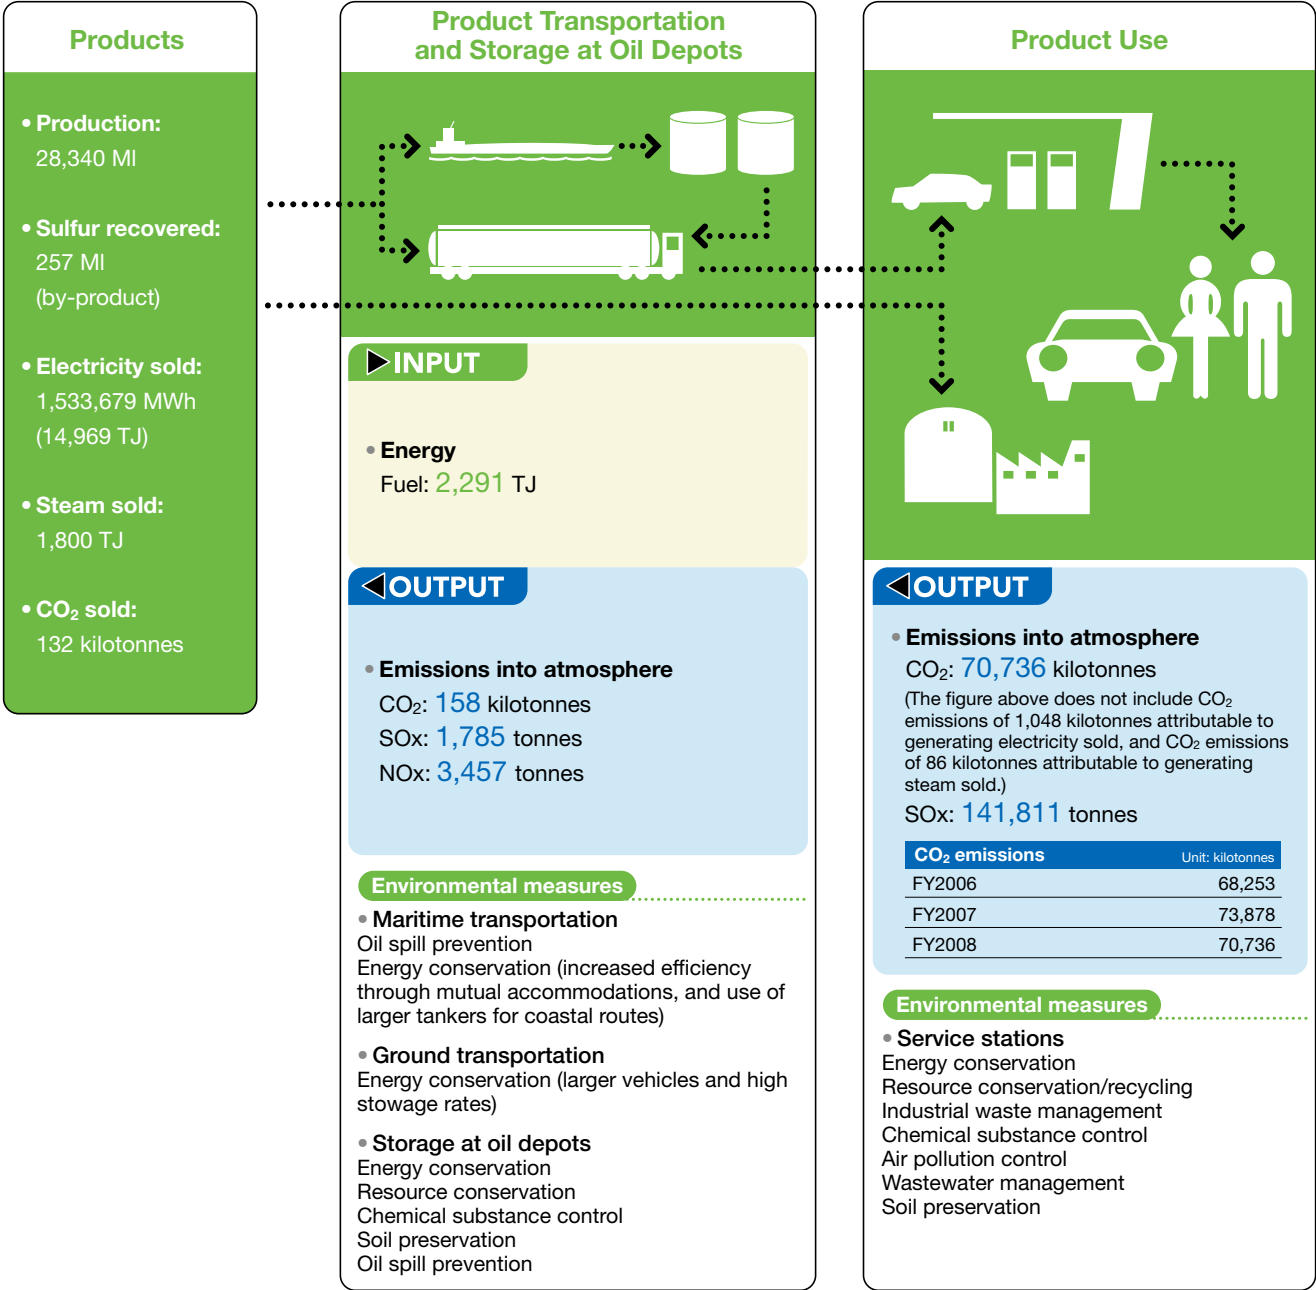 Products
• Production:
28,340 Ml
• Sulfur recovered:
257 Ml
(by-product)
• Electricity sold:
1,533,679 MWh
(14,969 TJ)
• Steam sold:
1,800 TJ
• CO₂ sold:
132 kilotonnes
Product Transportation
and Storage at Oil Depots
INPUT
• Energy
Fuel: 2,291 TJ
OUTPUT
• Emissions into atmosphere
CO₂: 158 kilotonnes
SOx: 1,785 tonnes
NOx: 3,457 tonnes
Environmental measures
• Maritime transportation
Oil spill prevention
Energy conservation (increased efficiency
through mutual accommodations, and use of
larger tankers for coastal routes)
• Ground transportation
Energy conservation (larger vehicles and high
stowage rates)
• Storage at oil depots
Energy conservation
Resource conservation
Chemical substance control
Soil preservation
Oil spill prevention
Product Use
OUTPUT
• Emissions into atmosphere
CO₂: 70,736 kilotonnes
(The figure above does not include CO₂
emissions of 1,048 kilotonnes attributable to
generating electricity sold, and CO₂ emissions
of 86 kilotonnes attributable to generating
steam sold.)
SOx: 141,811 tonnes
CO₂ emissions Unit: kilotonnes
FY2006 68,253
FY2007 73,878
FY2008 70,736
Environmental measures
• Service stations
Energy conservation
Resource conservation/recycling
Industrial waste management
Chemical substance control
Air pollution control
Wastewater management
Soil preservation